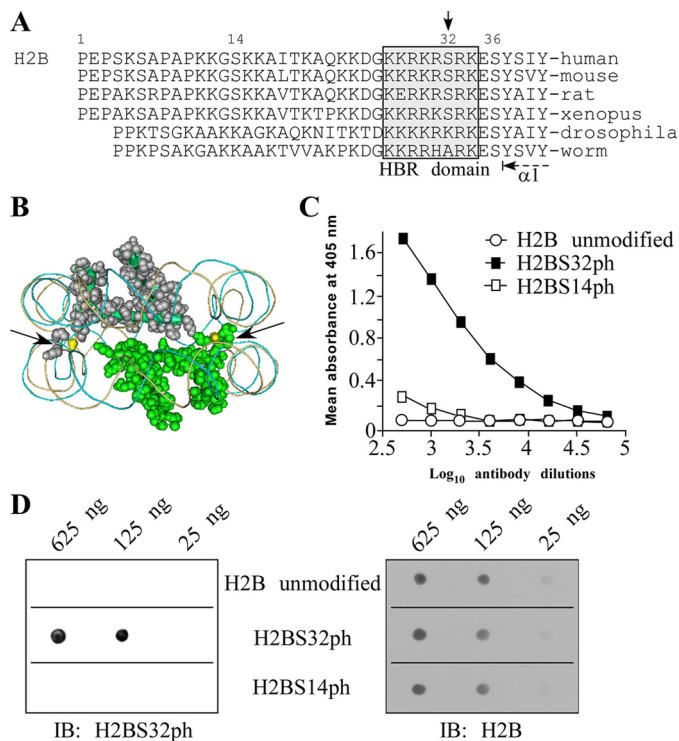 A
1 14 32 36
H2B PEPSKSAPAPKKGSKKAITKAQKKDGKKRKRSRKESYSIY–human
PEPSKSAPAPKKGSKKALTKAQKKDGKKRKRSRKESYSIY–mouse
PEPAKSRPAPKKGSKKAVTKAQKKDGKERKRSRKESYAIY–rat
PEPAKSAPAPKKGSKKAVTKTPKKDGKKRKRSRKESYAIY–xenopus
PPKTSGKAAKKAGKAQKNITKTDKKKKRKRKESYAIY–drosophila
PPKPSAKGAKKAAKTVVAKPKDGKKRRHARKESYSVY–worm
HBR domain αI
B
C
H2B unmodified
H2BS32ph
H2BS14ph
Mean absorbance at 405 nm
1.6
1.2
0.8
0.4
0
2.5 3 3.5 4 4.5 5
Log10 antibody dilutions
D
625 ng 125 ng 25 ng 625 ng 125 ng 25 ng
H2B unmodified
H2BS32ph
H2BS14ph
IB: H2BS32ph IB: H2B